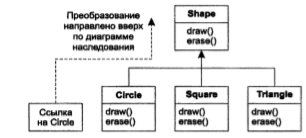 Преобразование
направлено вверх
по диаграмме
наследования
Shape
draw()
erase()
Ссылка
на Circle
Circle
draw()
erase()
Square
draw()
erase()
Triangle
draw()
erase()